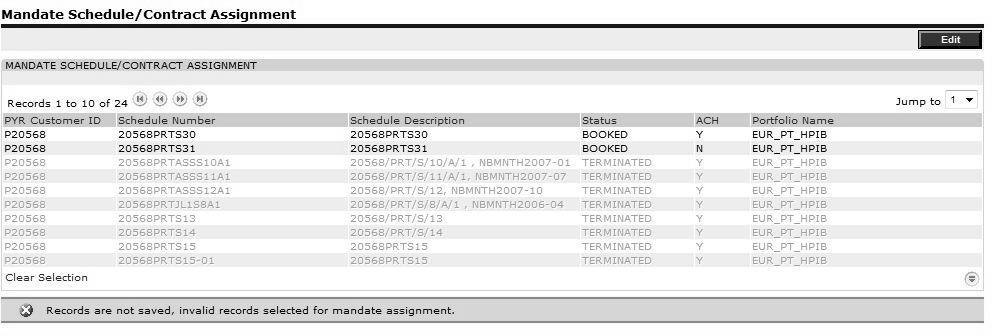 Mandate Schedule/Contract Assignment
Edit
MANDATE SCHEDULE/CONTRACT ASSIGNMENT
Records 1 to 10 of 24 Jump to 1
PYR Customer ID Schedule Number Schedule Description Status ACH Portfolio Name
P20568 20568PRTS30 20568PRTS30 BOOKED Y EUR_PT_HPIB
P20568 20568PRTS31 20568PRTS31 BOOKED N EUR_PT_HPIB
P20568 20568PRTASSS10A1 20568/PRT/S/10/A/1 , NBMNTH2007-01 TERMINATED Y EUR_PT_HPIB
P20568 20568PRTASSS11A1 20568/PRT/S/11/A/1, NBMNTH2007-07 TERMINATED Y EUR_PT_HPIB
P20568 20568PRTASSS12A1 20568/PRT/S/12, NBMNTH2007-10 TERMINATED Y EUR_PT_HPIB
P20568 20568PRTJL1S8A1 20568/PRT/S/8/A/1 , NBMNTH2006-04 TERMINATED Y EUR_PT_HPIB
P20568 20568PRTS13 20568/PRT/S/13 TERMINATED Y EUR_PT_HPIB
P20568 20568PRTS14 20568/PRT/S/14 TERMINATED Y EUR_PT_HPIB
P20568 20568PRTS15 20568PRTS15 TERMINATED Y EUR_PT_HPIB
P20568 20568PRTS15-01 20568PRTS15 TERMINATED Y EUR_PT_HPIB
Clear Selection
Records are not saved, invalid records selected for mandate assignment.